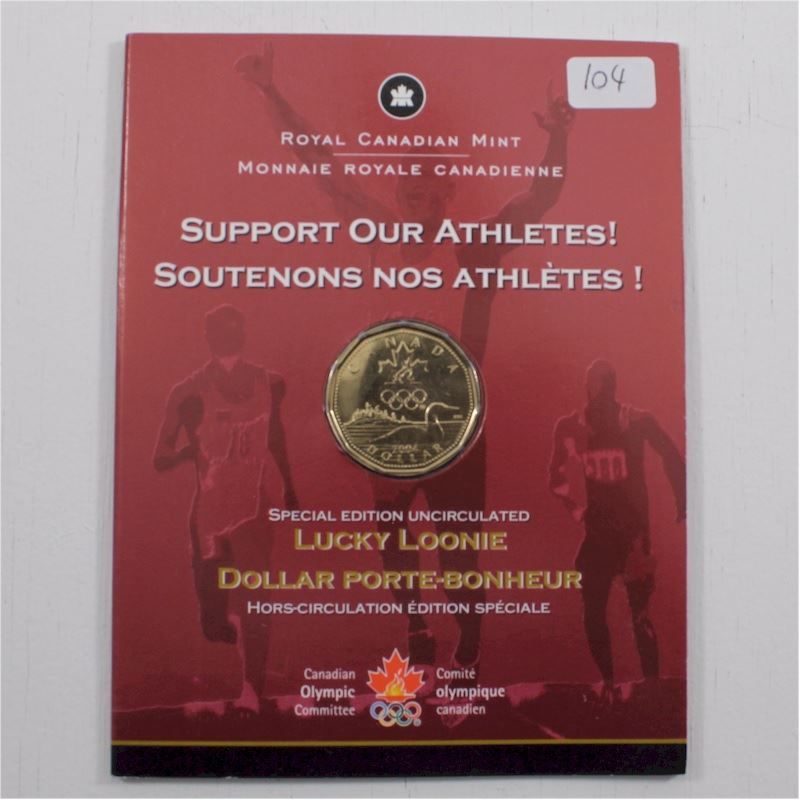 104
ROYAL CANADIAN MINT
MONNAIE ROYALE CANADIENNE
SUPPORT OUR ATHLETES!
SOUTENONS NOS ATHLÈTES !
CANADA
2004
DOLLAR
SPECIAL EDITION UNCIRCULATED
LUCKY LOONIE
DOLLAR PORTE-BONHEUR
HORS-CIRCULATION ÉDITION SPÉCIALE
Canadian Olympic Committee
Comité olympique canadien